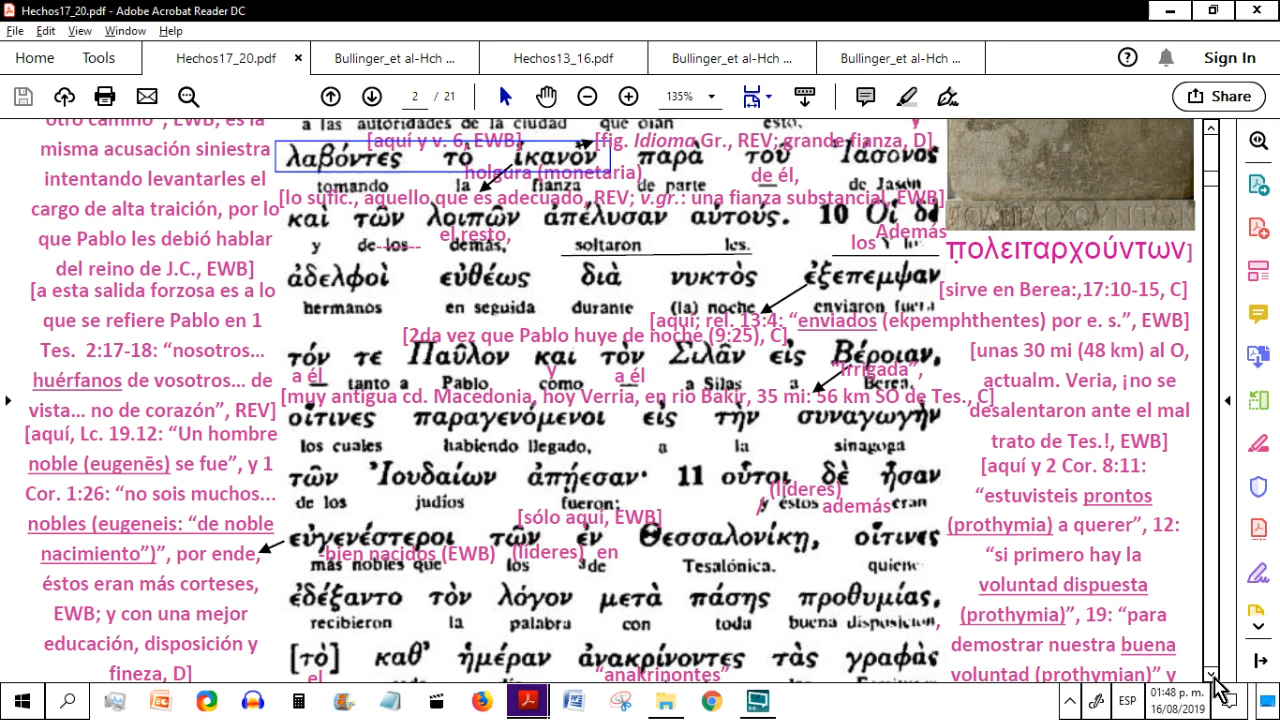 Hechos17_20.pdf - Adobe Acrobat Reader DC
File Edit View Window Help
Home Tools Hechos17_20.pdf × Bullinger_et al-Hch ... Hechos13_16.pdf Bullinger_et al-Hch ... Bullinger_et al-Hch ... Sign In
2 / 21 135% Share
otro camino", EWB; es la
misma acusación siniestra
intentando levantarles el
cargo de alta traición, por lo
que Pablo les debió hablar
del reino de J.C., EWB]
[a esta salida forzosa es a lo
que se refiere Pablo en 1
Tes. 2:17-18: “nosotros...
huérfanos de vosotros... de
vista... no de corazón”, REV]
[aquí, Lc. 19.12: “Un hombre
noble (eugenēs) se fue”, y 1
Cor. 1:26: “no sois muchos...
nobles (eugeneis: “de noble
nacimiento”)”, por ende,
éstos eran más corteses,
EWB; y con una mejor
educación, disposición y
fineza, D]
a las autoridades de la ciudad que oían esto, y
[aquí y v. 6, EWB] [fig. Idioma Gr., REV; grande fianza, D]
λαβόντες τὸ ἱκανὸν παρὰ τοῦ Ἰάσονος
holgura (monetaria) de él,
tomando la fianza de parte de Jasón
[lo sufic., aquello que es adecuado, REV; v.gr.: una fianza substancial, EWB]
καὶ τῶν λοιπῶν ἀπέλυσαν αὐτούς. 10 Οἱ δὲ
el resto, Además
y de los demás, soltaron les. los
ἀδελφοὶ εὐθέως διὰ νυκτὸς ἐξέπεμψαν
hermanos en seguida durante (la) noche enviaron fuera
[aquí; rel. 13:4: “enviados (ekpemphthentes) por e. s.”, EWB]
[2da vez que Pablo huye de noche (9:25), C]
τόν τε Παῦλον καὶ τὸν Σιλᾶν εἰς Βέροιαν,
a él y a él “Irrigada”,
tanto a Pablo como a Silas a Berea,
[muy antigua cd. Macedonia, hoy Verria, en rio Bakir, 35 mi: 56 km SO de Tes., C]
οἵτινες παραγενόμενοι εἰς τὴν συναγωγὴν
los cuales habiendo llegado, a la sinagoga
τῶν Ἰουδαίων ἀπῄεσαν· 11 οὗτοι δὲ ἦσαν
(líderes)
de los judíos fueron; y éstos además eran
[sólo aquí, EWB]
εὐγενέστεροι τῶν ἐν Θεσσαλονίκῃ, οἵτινες
-bien nacidos (EWB) (líderes) en
más nobles que los de Tesalónica.
ἐδέξαντο τὸν λόγον μετὰ πάσης προθυμίας,
recibieron la palabra con toda buena disposición,
[τὸ] καθ’ ἡμέραν ἀνακρίνοντες τὰς γραφὰς
el “anakrinontes”
πολειταρχούντων]
[sirve en Berea:,17:10-15, C]
[unas 30 mi (48 km) al O,
actualm. Veria, ¡no se
desalentaron ante el mal
trato de Tes.!, EWB]
[aquí y 2 Cor. 8:11:
“estuvisteis prontos
(prothymia) a querer”, 12:
“si primero hay la
voluntad dispuesta
(prothymia)”, 19: “para
demostrar nuestra buena
voluntad (prothymian)” y
ESP
01:48 p. m.
16/08/2019